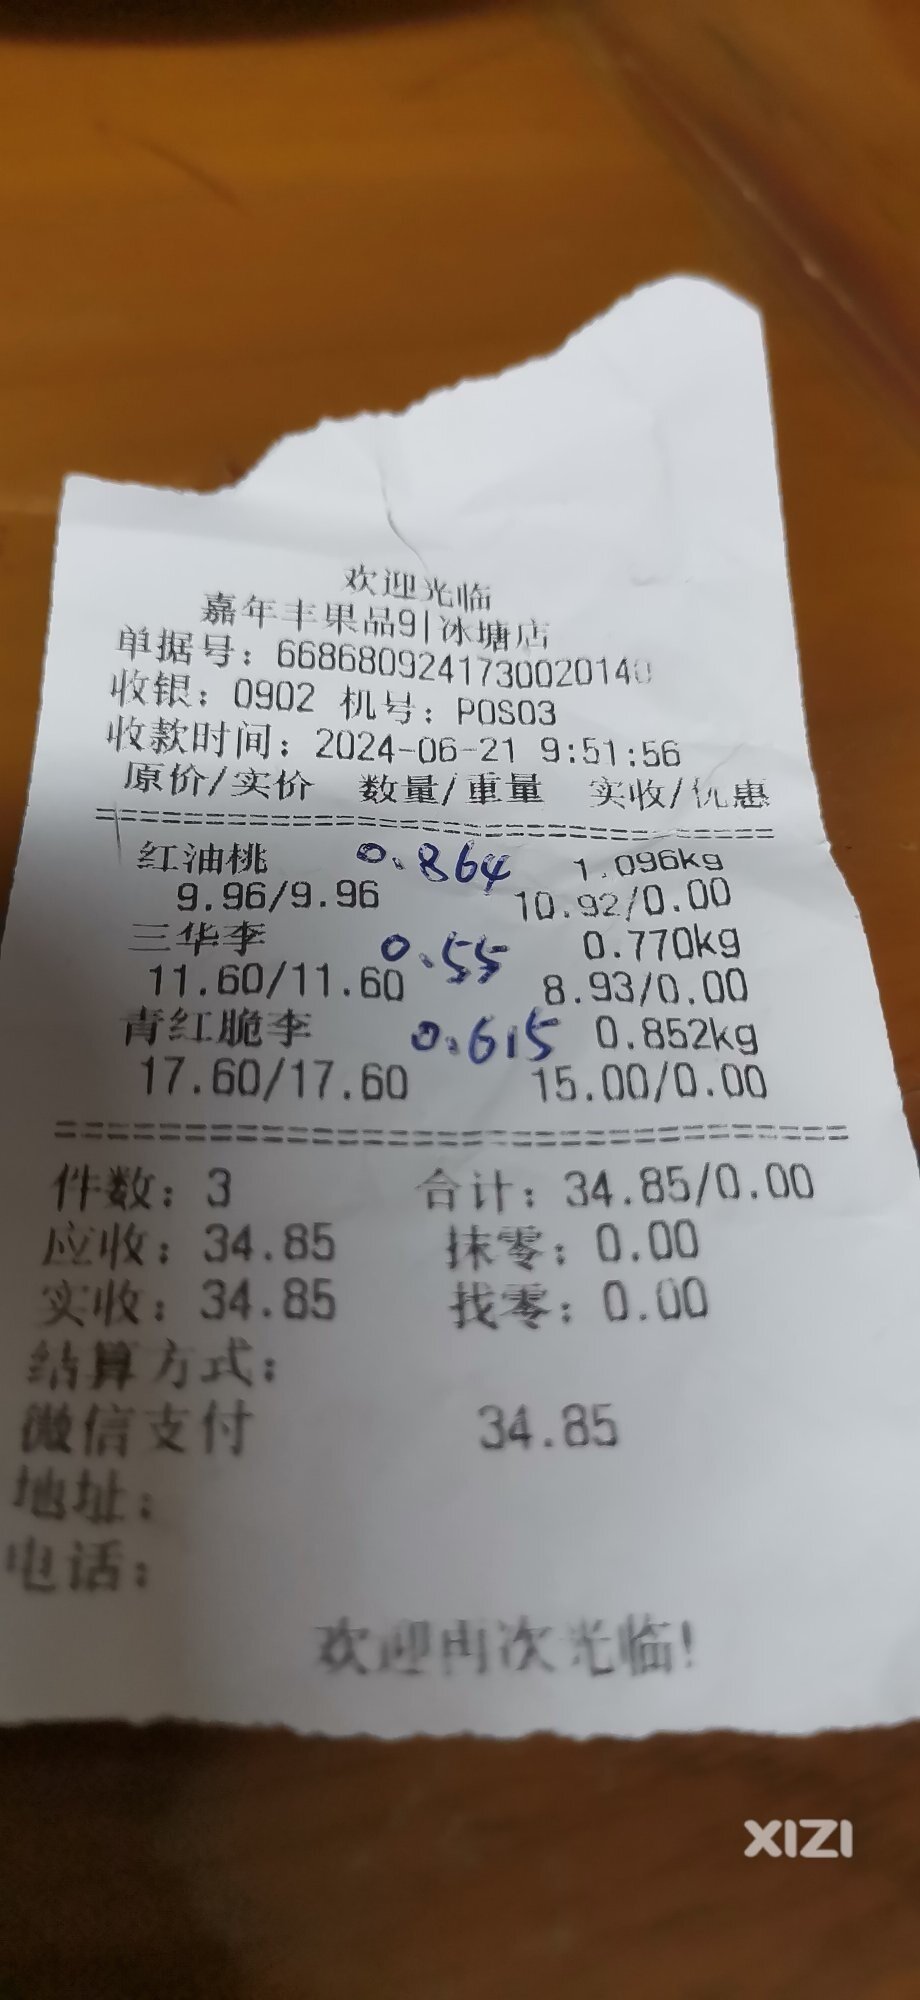 欢迎光临
嘉年丰果品9|冰塘店
单据号：6686809241730020140
收银：0902 机号：POS03
收款时间：2024-06-21 9:51:56
原价/实价 数量/重量 实收/优惠
================================
红油桃 0.864 1.096kg
9.96/9.96 10.92/0.00
三华李 0.55 0.770kg
11.60/11.60 8.93/0.00
青红脆李 0.615 0.852kg
17.60/17.60 15.00/0.00
================================
件数：3 合计：34.85/0.00
应收：34.85 抹零：0.00
实收：34.85 找零：0.00
结算方式：
微信支付 34.85
地址：
电话：
欢迎再次光临!
XIZI